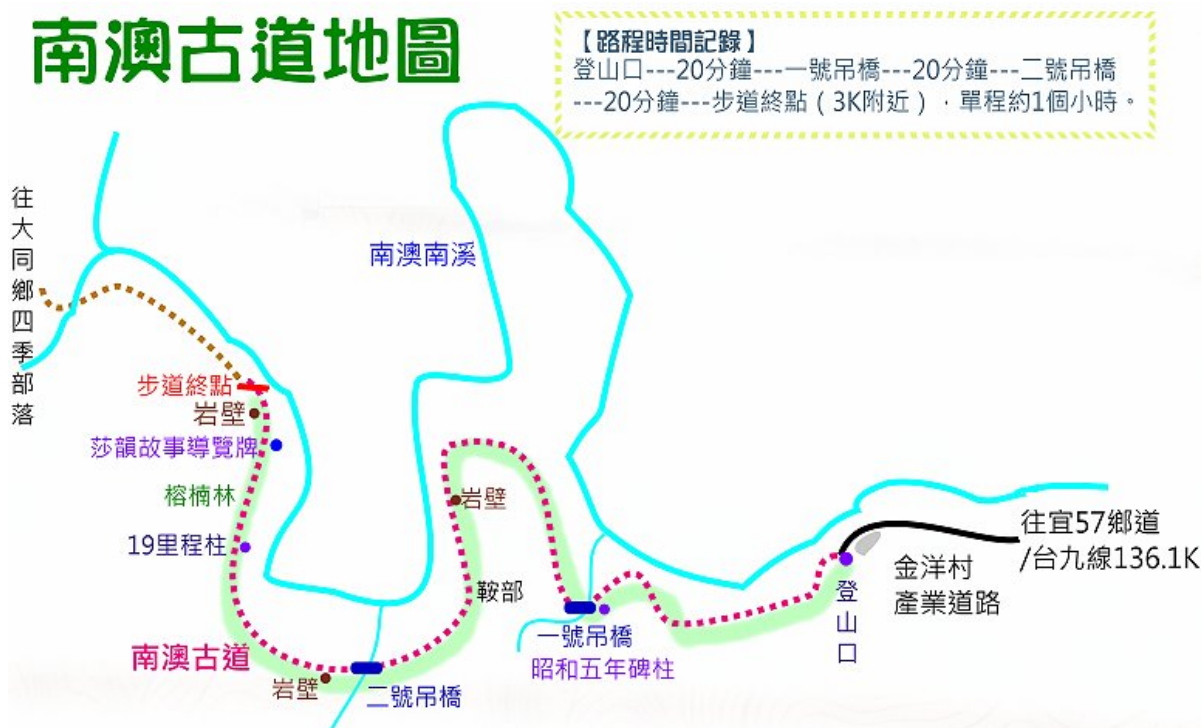 南澳古道地圖
【路程時間記錄】
登山口---20分鐘---一號吊橋---20分鐘---二號吊橋
---20分鐘---步道終點（3K附近），單程約1個小時。
往大同鄉四季部落
南澳南溪
步道終點
岩壁
莎韻故事導覽牌
榕楠林
19里程柱
南澳古道
岩壁
二號吊橋
岩壁
鞍部
一號吊橋
昭和五年碑柱
登山口
金洋村
產業道路
往宜57鄉道
/台九線136.1K